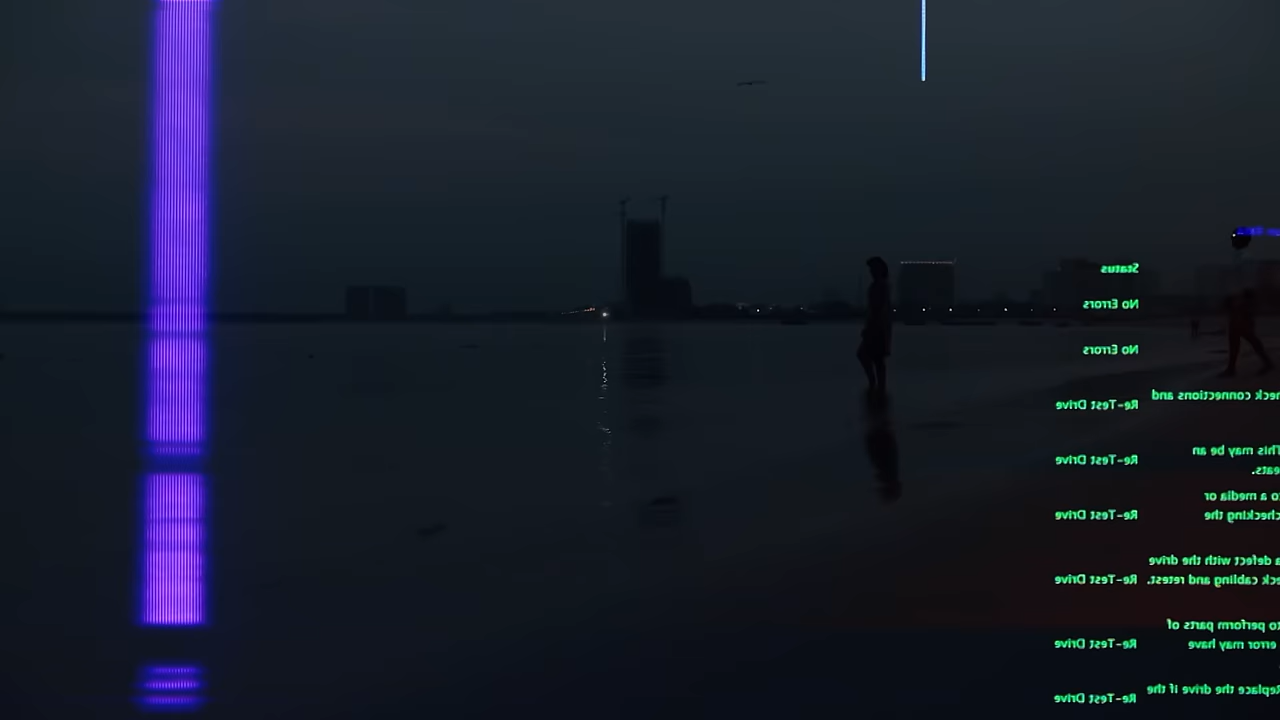 Status
No Errors
No Errors
heck connections and
Re-Test Drive
This may be an
Re-Test Drive
eats.
o a media or
checking the
Re-Test Drive
a defect with the drive
eck cabling and retest.
Re-Test Drive
to perform parts of
error may have
Re-Test Drive
Replace the drive if the
Re-Test Drive